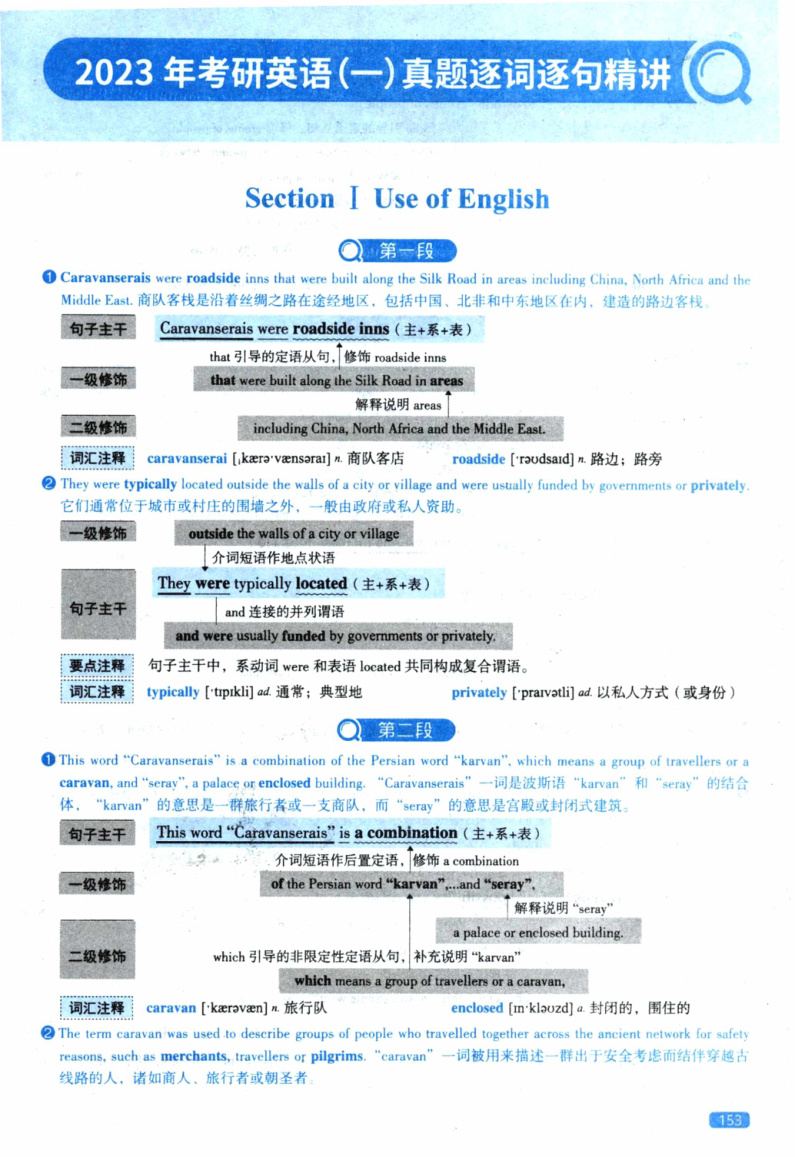 2023 年考研英语(一)真题逐词逐句精讲
Section Ⅰ Use of English
第一段
❶ Caravanserais were roadside inns that were built along the Silk Road in areas including China, North Africa and the
Middle East. 商队客栈是沿着丝绸之路在途经地区，包括中国、北非和中东地区在内，建造的路边客栈。
句子主干 Caravanserais were roadside inns（主+系+表）
that 引导的定语从句，修饰 roadside inns
一级修饰 that were built along the Silk Road in areas
解释说明 areas
二级修饰 including China, North Africa and the Middle East.
词汇注释 caravanserai [ˌkærəˈvænsəraɪ] n. 商队客店 roadside [ˈrəʊdsaɪd] n. 路边；路旁
❷ They were typically located outside the walls of a city or village and were usually funded by governments or privately.
它们通常位于城市或村庄的围墙之外，一般由政府或私人资助。
一级修饰 outside the walls of a city or village
介词短语作地点状语
They were typically located（主+系+表）
句子主干 and 连接的并列谓语
and were usually funded by governments or privately.
要点注释 句子主干中，系动词 were 和表语 located 共同构成复合谓语。
词汇注释 typically [ˈtɪpɪkli] ad. 通常；典型地 privately [ˈpraɪvətli] ad. 以私人方式（或身份）
第二段
❶ This word “Caravanserais” is a combination of the Persian word “karvan”, which means a group of travellers or a
caravan, and “seray”, a palace or enclosed building. “Caravanserais” 一词是波斯语 “karvan” 和 “seray” 的结合
体， “karvan” 的意思是一群旅行者或一支商队，而 “seray” 的意思是宫殿或封闭式建筑。
句子主干 This word “Caravanserais” is a combination（主+系+表）
介词短语作后置定语，修饰 a combination
一级修饰 of the Persian word “karvan”,...and “seray”,
解释说明 “seray”
a palace or enclosed building.
二级修饰 which 引导的非限定性定语从句，补充说明 “karvan”
which means a group of travellers or a caravan,
词汇注释 caravan [ˈkærəvæn] n. 旅行队 enclosed [ɪnˈkləʊzd] a. 封闭的，围住的
❷ The term caravan was used to describe groups of people who travelled together across the ancient network for safety
reasons, such as merchants, travellers or pilgrims. “caravan” 一词被用来描述一群出于安全考虑而结伴穿越古
线路的人，诸如商人、旅行者或朝圣者。
153